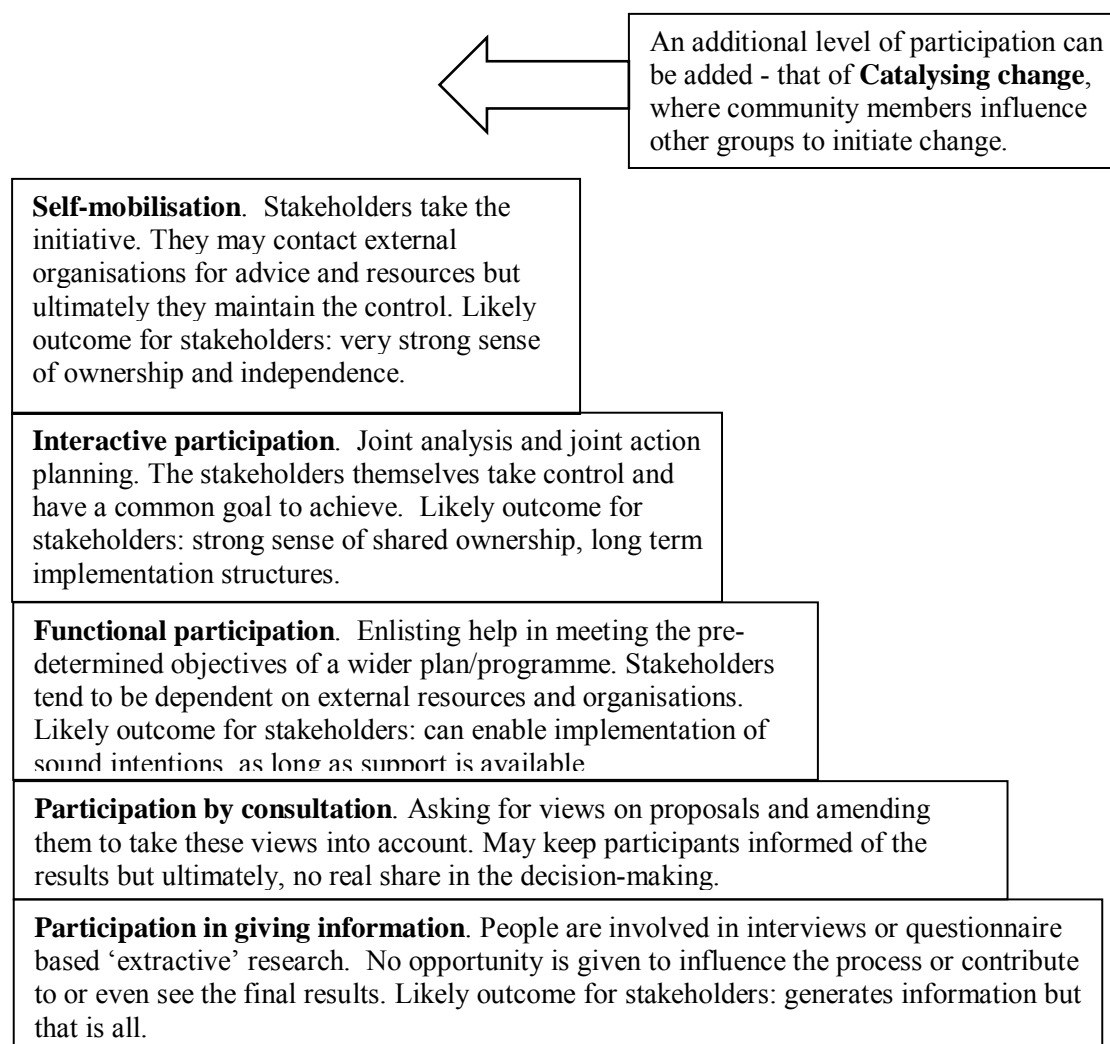 An additional level of participation can
be added - that of Catalysing change,
where community members influence
other groups to initiate change.
Self-mobilisation. Stakeholders take the
initiative. They may contact external
organisations for advice and resources but
ultimately they maintain the control. Likely
outcome for stakeholders: very strong sense
of ownership and independence.
Interactive participation. Joint analysis and joint action
planning. The stakeholders themselves take control and
have a common goal to achieve. Likely outcome for
stakeholders: strong sense of shared ownership, long term
implementation structures.
Functional participation. Enlisting help in meeting the pre-
determined objectives of a wider plan/programme. Stakeholders
tend to be dependent on external resources and organisations.
Likely outcome for stakeholders: can enable implementation of
sound intentions, as long as support is available
Participation by consultation. Asking for views on proposals and amending
them to take these views into account. May keep participants informed of the
results but ultimately, no real share in the decision-making.
Participation in giving information. People are involved in interviews or questionnaire
based ‘extractive’ research. No opportunity is given to influence the process or contribute
to or even see the final results. Likely outcome for stakeholders: generates information but
that is all.